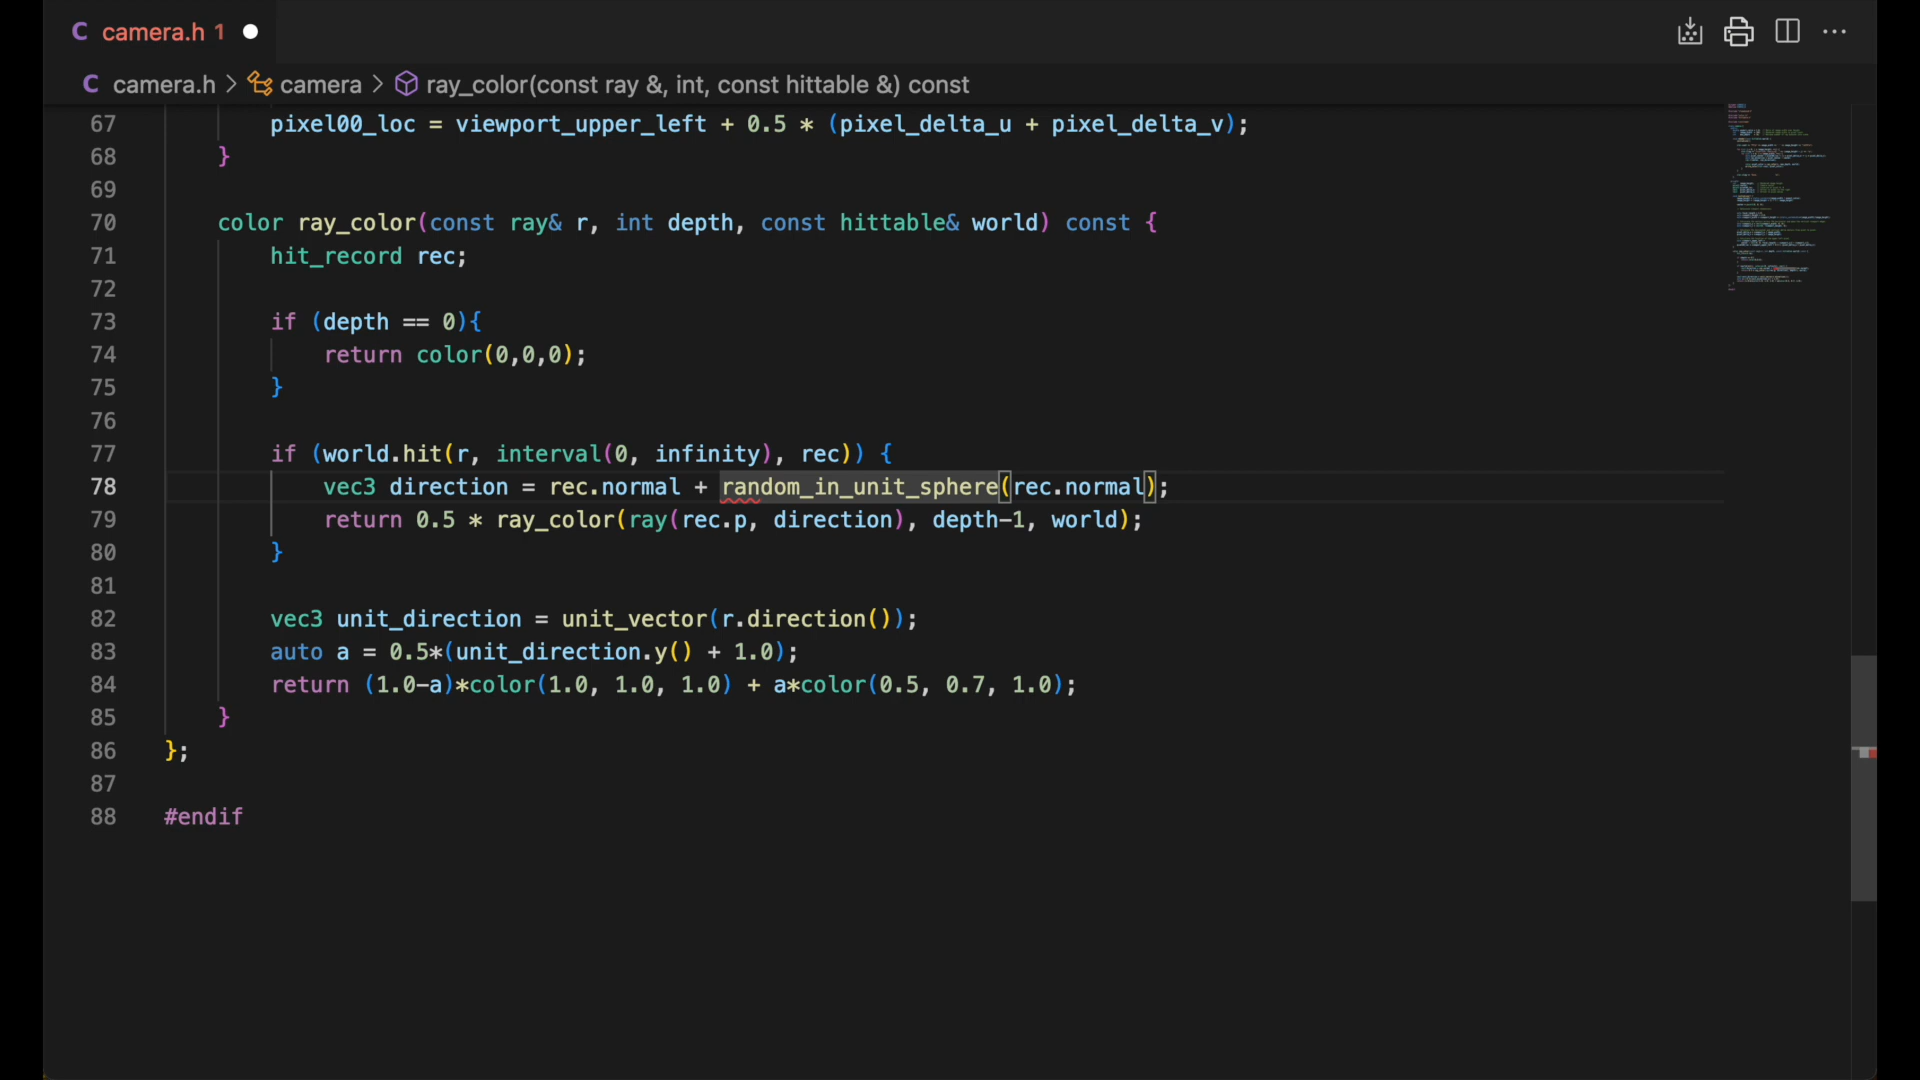 camera.h 1
camera.h > camera > ray_color(const ray &, int, const hittable &) const
67 pixel00_loc = viewport_upper_left + 0.5 * (pixel_delta_u + pixel_delta_v);
68 }
69
70 color ray_color(const ray& r, int depth, const hittable& world) const {
71 hit_record rec;
72
73 if (depth == 0){
74 return color(0,0,0);
75 }
76
77 if (world.hit(r, interval(0, infinity), rec)) {
78 vec3 direction = rec.normal + random_in_unit_sphere(rec.normal);
79 return 0.5 * ray_color(ray(rec.p, direction), depth-1, world);
80 }
81
82 vec3 unit_direction = unit_vector(r.direction());
83 auto a = 0.5*(unit_direction.y() + 1.0);
84 return (1.0-a)*color(1.0, 1.0, 1.0) + a*color(0.5, 0.7, 1.0);
85 }
86 };
87
88 #endif